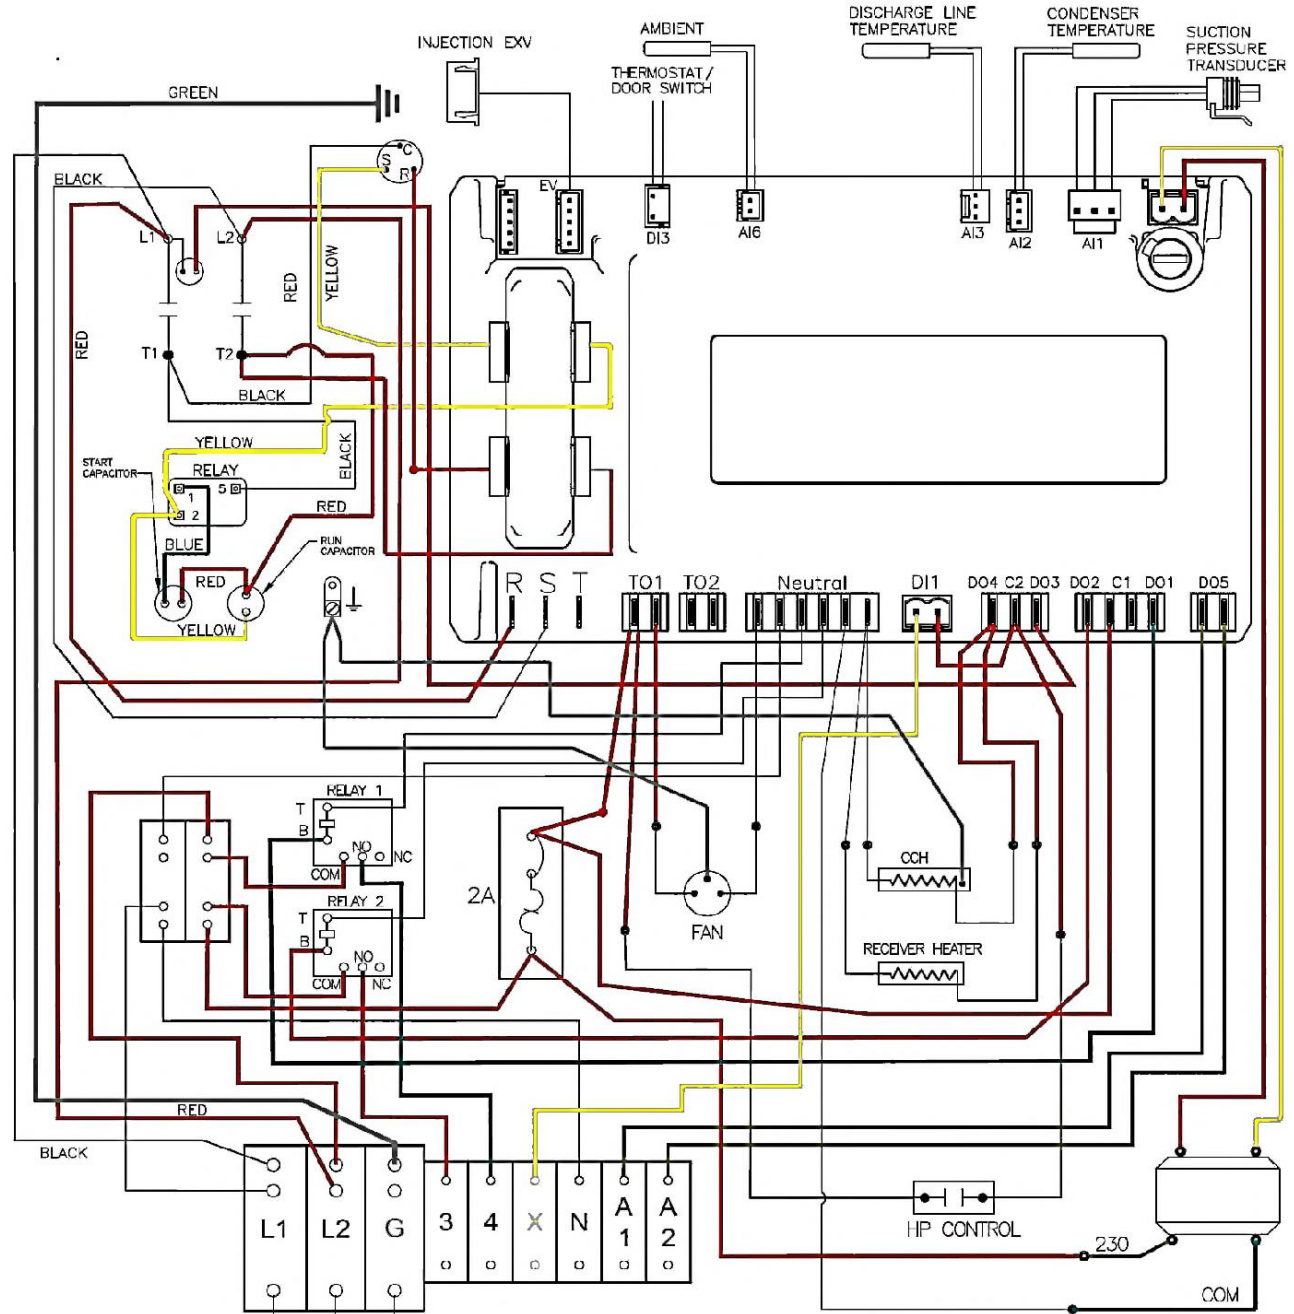 INJECTION EXV
AMBIENT
THERMOSTAT/
DOOR SWITCH
DISCHARGE LINE
TEMPERATURE
CONDENSER
TEMPERATURE
SUCTION
PRESSURE
TRANSDUCER
GREEN
C
S
R
BLACK
EV
DI3
AI6
AI3
AI2
AI1
L1
L2
RED
YELLOW
RED
T1
T2
BLACK
BLACK
YELLOW
START
CAPACITOR
RELAY
1
5
2
RED
BLUE
RUN
CAPACITOR
RED
YELLOW
R S T
TO1
TO2
Neutral
DI1
DO4 C2 DO3
DO2 C1 DO1
DO5
RELAY 1
T
B
NO
NC
COM
RELAY 2
T
B
NO
NC
COM
2A
FAN
CCH
RECEIVER HEATER
RED
BLACK
L1
L2
G
3
4
X
N
A
1
A
2
HP CONTROL
230
COM